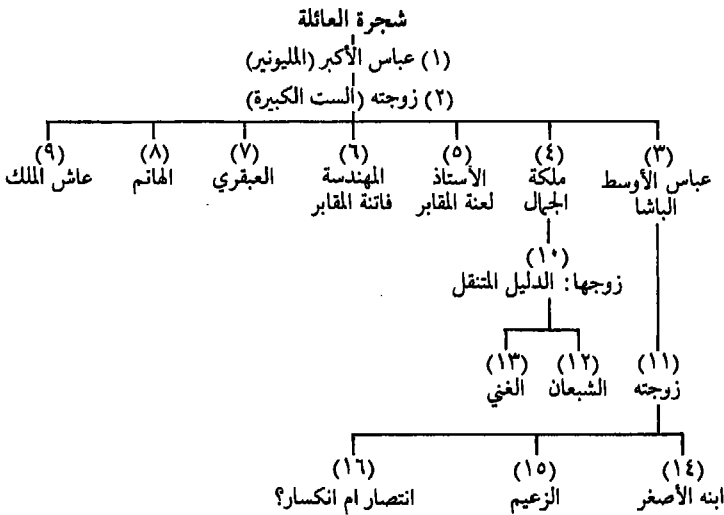 شجرة العائلة
(١) عباس الأكبر (المليونير)
(٢) زوجته (الست الكبيرة)
(٣) (٤) (٥) (٦) (٧) (٨) (٩)
عباس الأوسط ملكة الأستاذ المهندسة العبقري الهانم عاش الملك
الباشا الجمال لعنة المقابر فاتنة المقابر
(١٠)
زوجها: الدليل المتنقل
(١١) (١٢) (١٣)
زوجته الشبعان الغني
(١٤) (١٥) (١٦)
ابنه الأصغر الزعيم انتصار ام انكسار؟